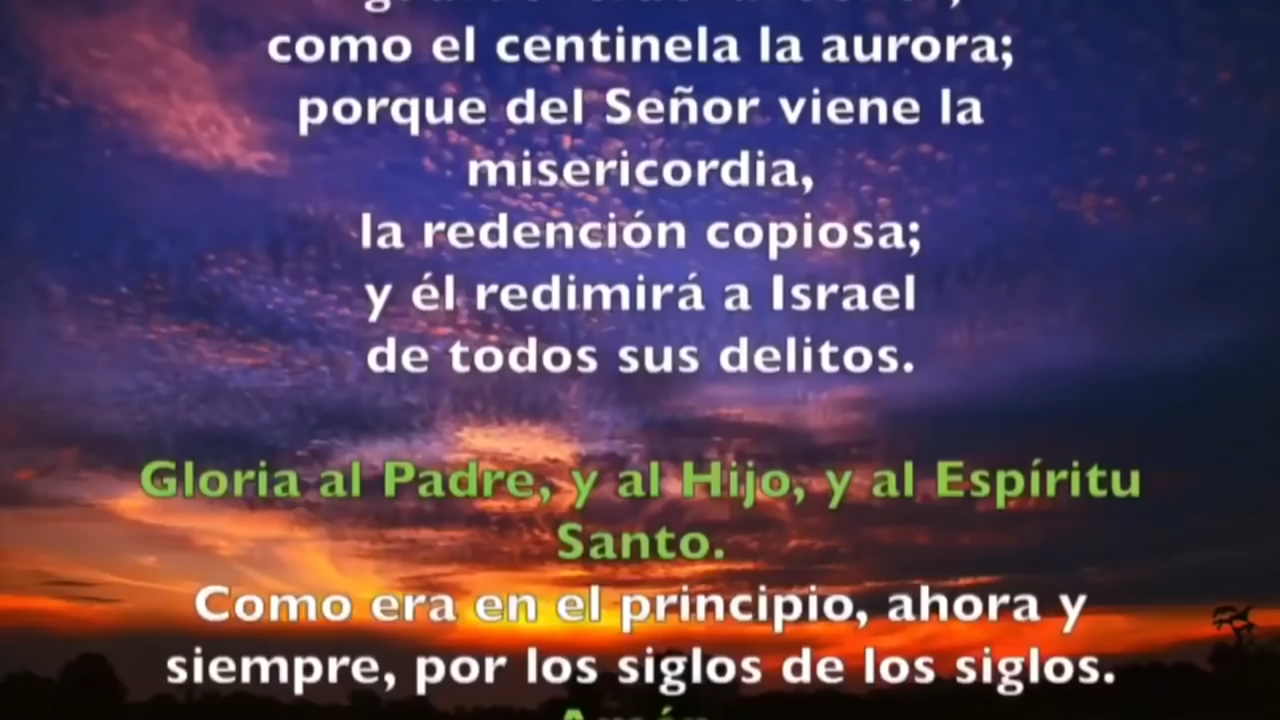 como el centinela la aurora;
porque del Señor viene la
misericordia,
la redención copiosa;
y él redimirá a Israel
de todos sus delitos.
Gloria al Padre, y al Hijo, y al Espíritu
Santo.
Como era en el principio, ahora y
siempre, por los siglos de los siglos.